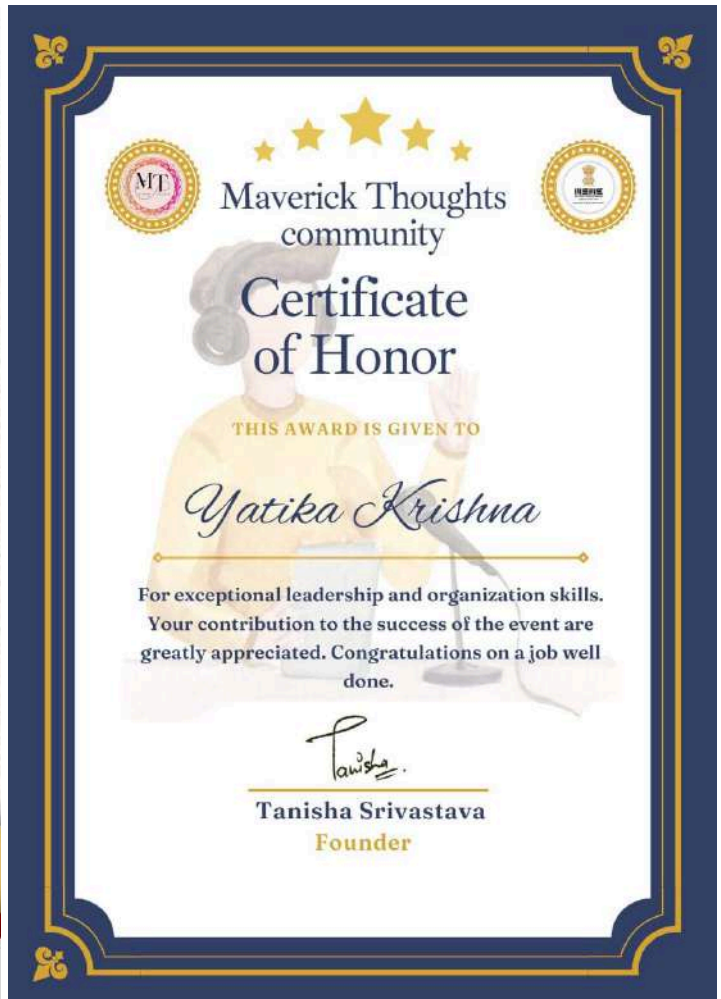 MT
Maverick Thoughts
community
Certificate
of Honor
THIS AWARD IS GIVEN TO
Yatika Krishna
For exceptional leadership and organization skills.
Your contribution to the success of the event are
greatly appreciated. Congratulations on a job well
done.
Tanisha.
Tanisha Srivastava
Founder